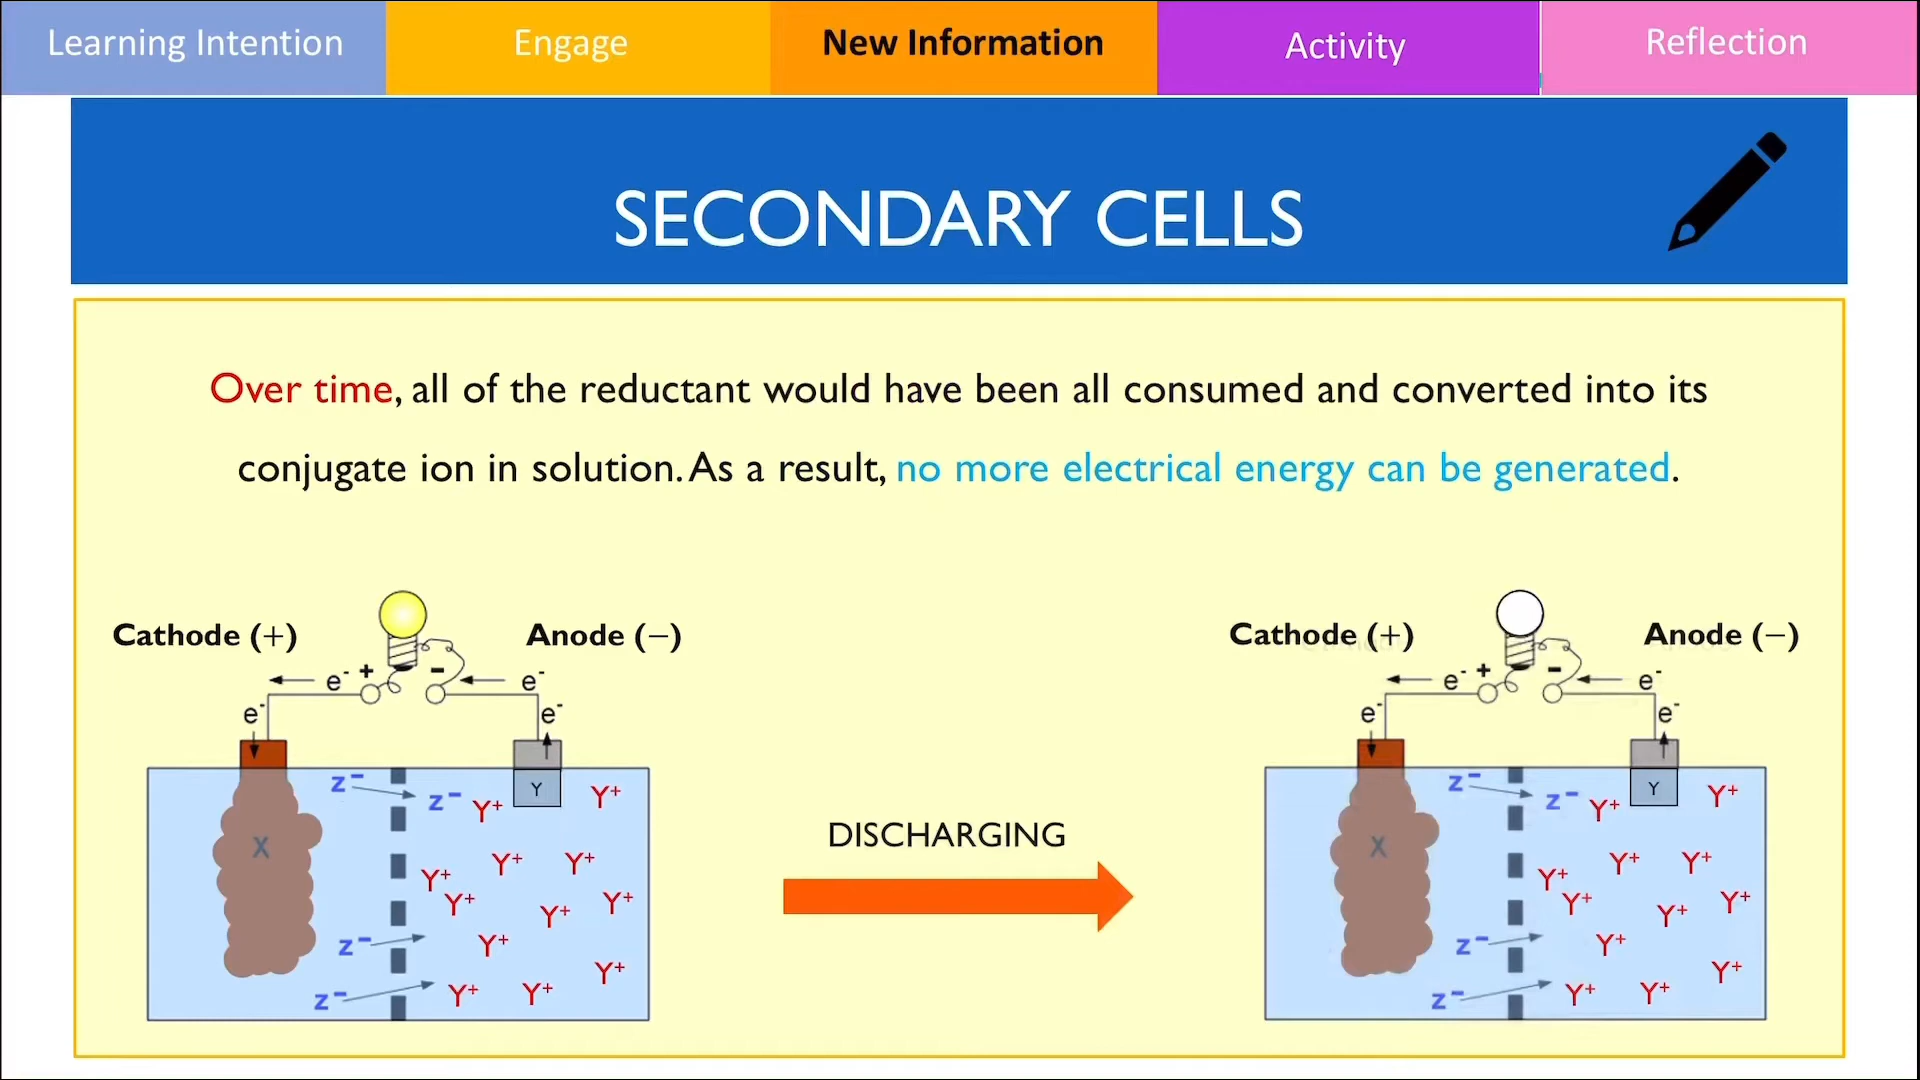 Learning Intention
Engage
New Information
Activity
Reflection
SECONDARY CELLS
Over time, all of the reductant would have been all consumed and converted into its
conjugate ion in solution. As a result, no more electrical energy can be generated.
Cathode (+)
Anode (−)
e⁻ + - e⁻
e⁻ e⁻
X
Y
z⁻ z⁻ Y⁺ Y⁺
Y⁺ Y⁺ Y⁺
Y⁺ Y⁺ Y⁺
z⁻ Y⁺ Y⁺
z⁻ Y⁺ Y⁺
DISCHARGING
Cathode (+)
Anode (−)
e⁻ + - e⁻
e⁻ e⁻
X
Y
z⁻ z⁻ Y⁺ Y⁺
Y⁺ Y⁺ Y⁺
Y⁺ Y⁺ Y⁺
z⁻ Y⁺ Y⁺
z⁻ Y⁺ Y⁺